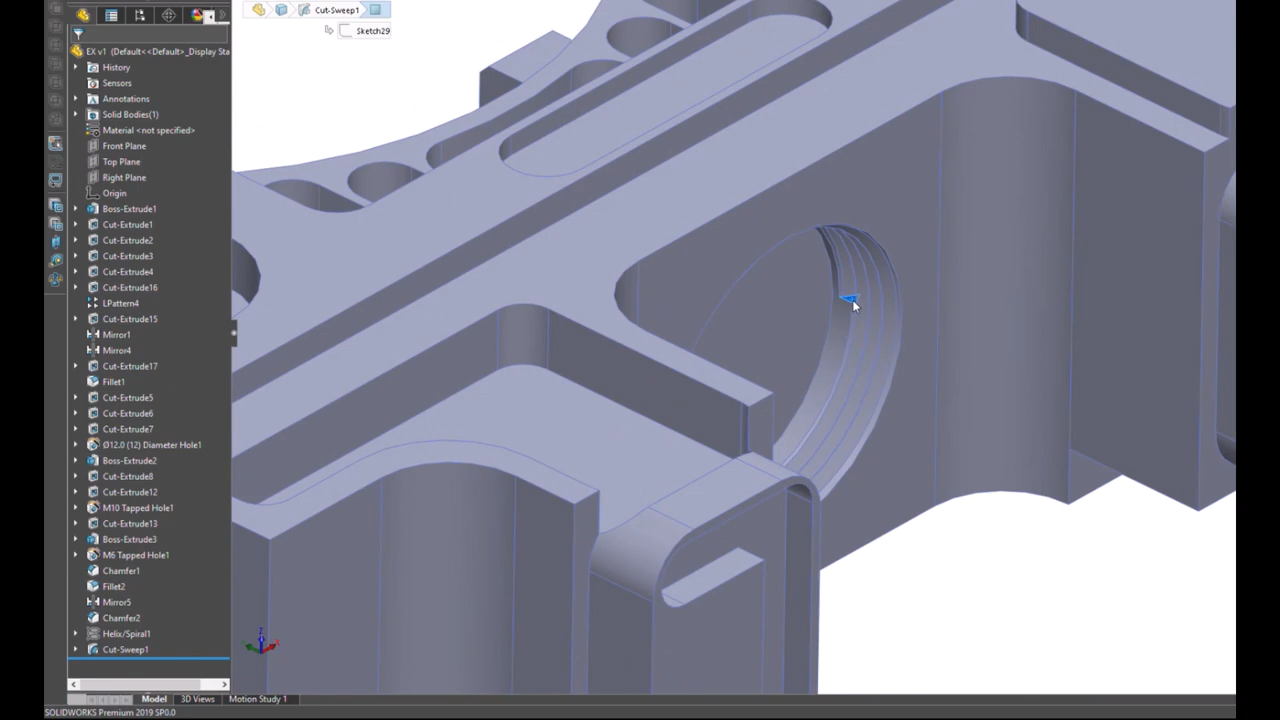 Cut-Sweep1
Sketch29
EX v1 (Default<<Default>_Display Sta
History
Sensors
Annotations
Solid Bodies(1)
Material <not specified>
Front Plane
Top Plane
Right Plane
Origin
Boss-Extrude1
Cut-Extrude1
Cut-Extrude2
Cut-Extrude3
Cut-Extrude4
Cut-Extrude16
LPattern4
Cut-Extrude15
Mirror1
Mirror4
Cut-Extrude17
Fillet1
Cut-Extrude5
Cut-Extrude6
Cut-Extrude7
Ø12.0 (12) Diameter Hole1
Boss-Extrude2
Cut-Extrude8
Cut-Extrude12
M10 Tapped Hole1
Cut-Extrude13
Boss-Extrude3
M6 Tapped Hole1
Chamfer1
Fillet2
Mirror5
Chamfer2
Helix/Spiral1
Cut-Sweep1
Model 3D Views Motion Study 1
SOLIDWORKS Premium 2019 SP0.0